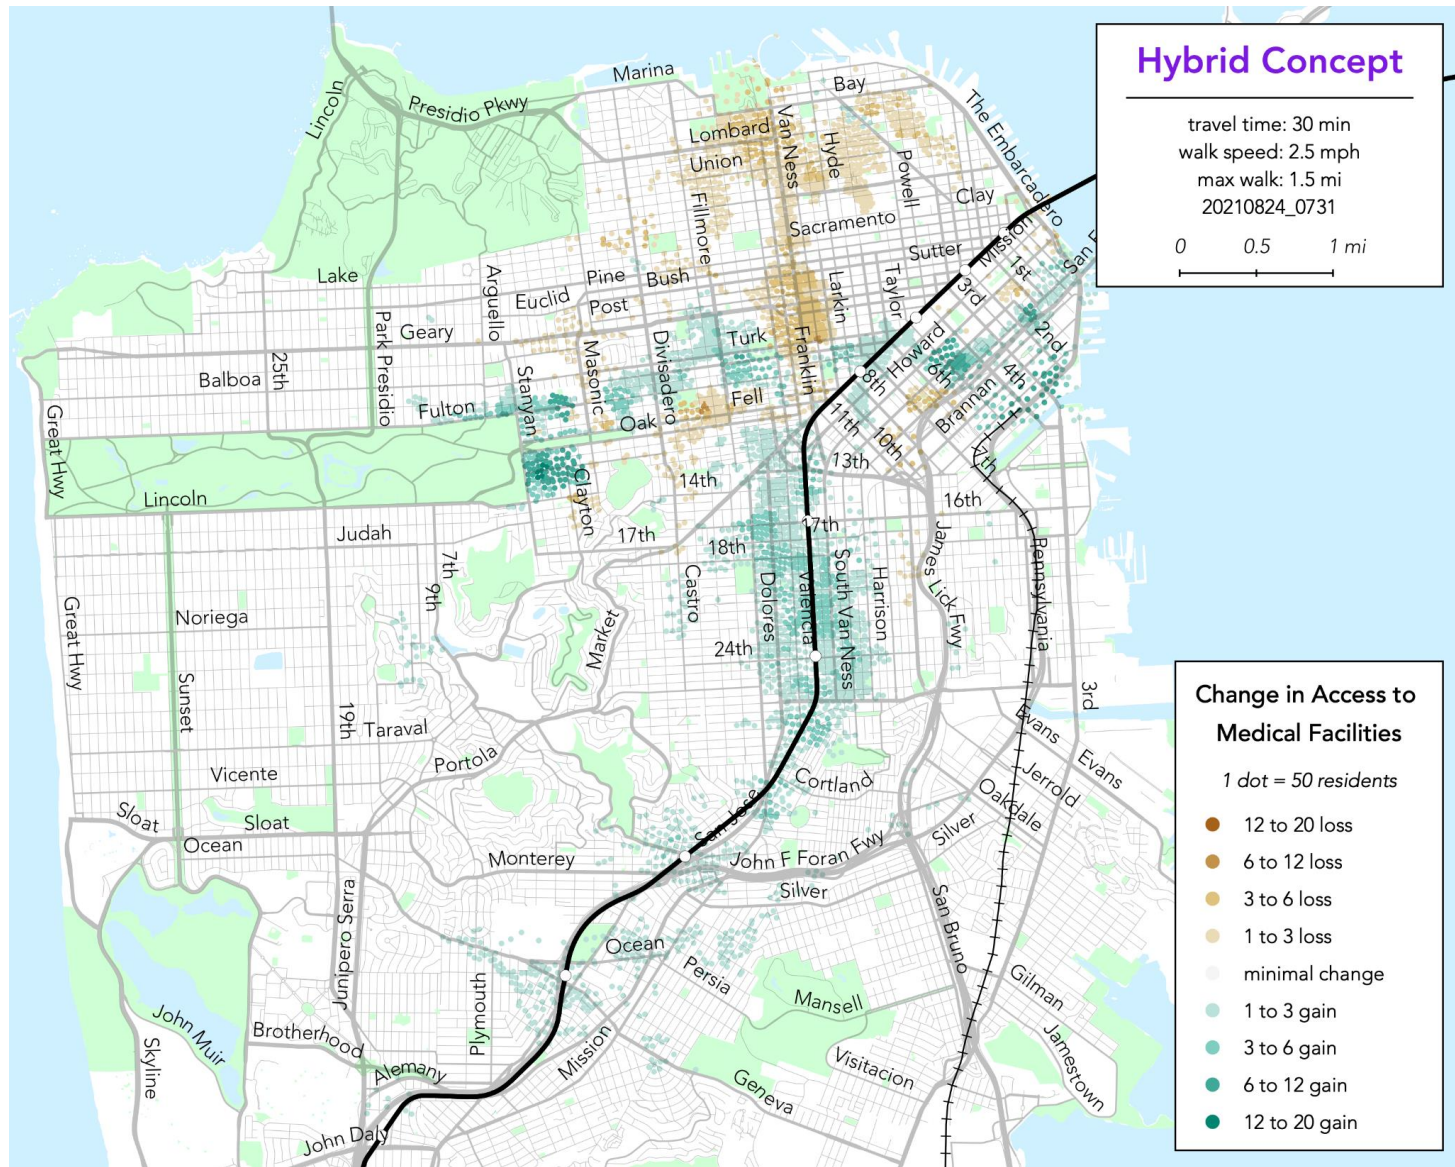 Hybrid Concept
travel time: 30 min
walk speed: 2.5 mph
max walk: 1.5 mi
20210824_0731
0 0.5 1 mi
Marina
Bay
Presidio Pkwy
Lincoln
Lombard
Van Ness
Hyde
The Embarcadero
Union
Powell
Clay
Fillmore
Sacramento
Mission
Sutter
1st
San F
Lake
Arguello
Pine
Bush
Euclid
Post
Larkin
Taylor
3rd
Geary
Park Presidio
Turk
Franklin
Howard
2nd
25th
Balboa
Stanyan
Masonic
Divisadero
8th
6th
4th
Great Hwy
Fulton
Oak
Fell
11th
Brannan
10th
7th
13th
Clayton
14th
Lincoln
16th
Judah
17th
17th
18th
7th
9th
Castro
Dolores
Valencia
South Van Ness
Harrison
James Lick Fwy
Pennsylvania
Great Hwy
Noriega
Market
24th
Sunset
19th
Taraval
3rd
Evans
Portola
Vicente
Cortland
Evans
Jerrold
Oakdale
Sloat
Sloat
Ocean
San Jose
Silver
Monterey
John F Foran Fwy
Silver
Junipero Serra
San Bruno
Ocean
Persia
Plymouth
Mansell
Gilman
John Muir
Brotherhood
Mission
Skyline
Alemany
Visitacion
Jamestown
Geneva
John Daly
Change in Access to
Medical Facilities
1 dot = 50 residents
12 to 20 loss
6 to 12 loss
3 to 6 loss
1 to 3 loss
minimal change
1 to 3 gain
3 to 6 gain
6 to 12 gain
12 to 20 gain